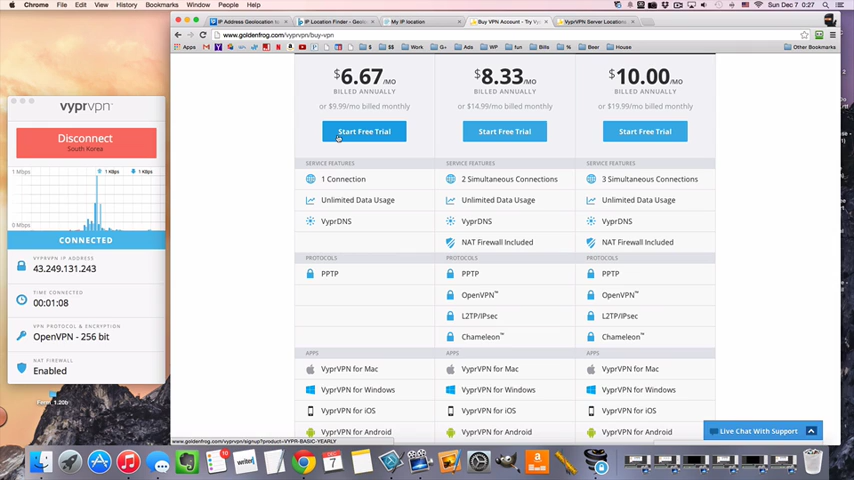 Chrome File Edit View History Bookmarks Window People Help
Sun Dec 7 0:27
IP Address Geolocation to
IP Location Finder - Geolo
My IP location
Buy VPN Account - Try Vy
VyprVPN Server Locations
www.goldenfrog.com/vyprvpn/buy-vpn
Apps $ $$ Work G+ Ads WP fun Bills Beer House Other Bookmarks
$6.67/MO $8.33/MO $10.00/MO
BILLED ANNUALLY BILLED ANNUALLY BILLED ANNUALLY
or $9.99/mo billed monthly or $14.99/mo billed monthly or $19.99/mo billed monthly
Start Free Trial Start Free Trial Start Free Trial
SERVICE FEATURES SERVICE FEATURES SERVICE FEATURES
1 Connection 2 Simultaneous Connections 3 Simultaneous Connections
Unlimited Data Usage Unlimited Data Usage Unlimited Data Usage
VyprDNS VyprDNS VyprDNS
NAT Firewall Included NAT Firewall Included
PROTOCOLS PROTOCOLS PROTOCOLS
PPTP PPTP PPTP
OpenVPN™ OpenVPN™
L2TP/IPsec L2TP/IPsec
Chameleon™ Chameleon™
APPS APPS APPS
VyprVPN for Mac VyprVPN for Mac VyprVPN for Mac
VyprVPN for Windows VyprVPN for Windows VyprVPN for Windows
VyprVPN for iOS VyprVPN for iOS VyprVPN for iOS
VyprVPN for Android VyprVPN for Android VyprVPN for Android
Live Chat With Support
www.goldenfrog.com/vyprvpn/signup?product=VYPR-BASIC-YEARLY
vyprvpn
Disconnect
South Korea
1 Mbps 1 KBps 1 KBps
0 Mbps
CONNECTED
VYPRVPN IP ADDRESS
43.249.131.243
TIME CONNECTED
00:01:08
VPN PROTOCOL & ENCRYPTION
OpenVPN - 256 bit
NAT FIREWALL
Enabled